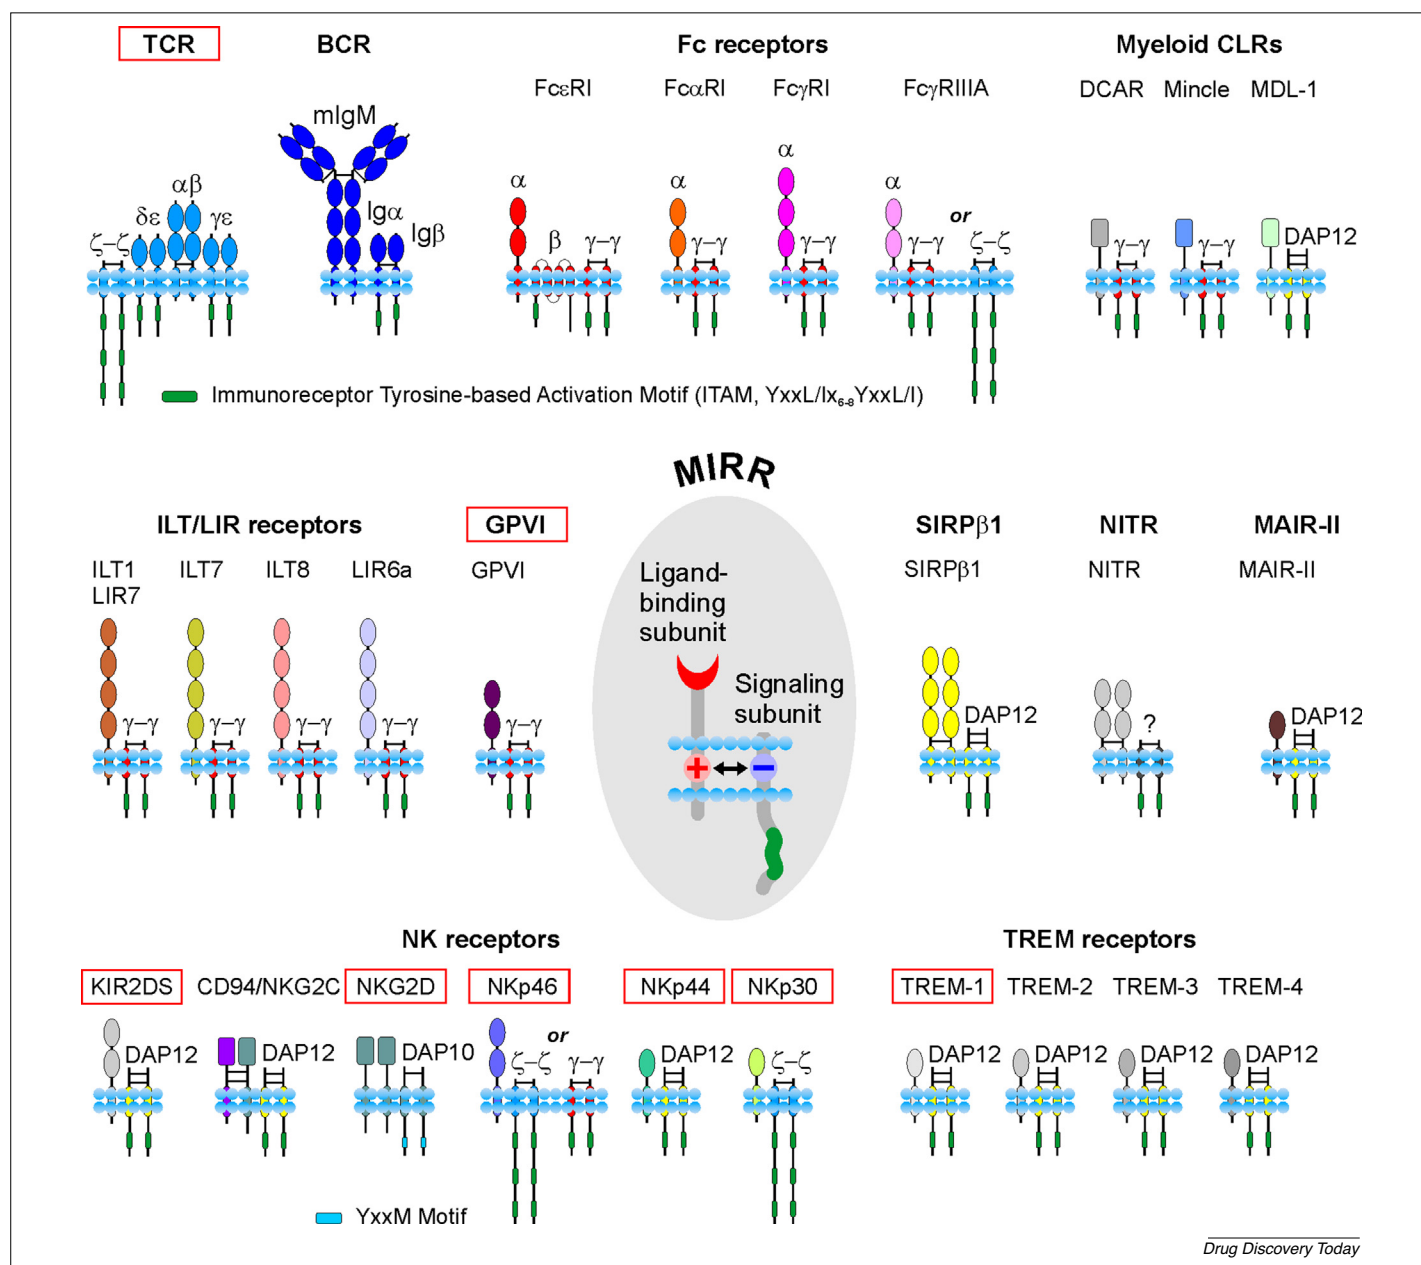 TCR BCR Fc receptors Myeloid CLRs
FcεRI FcαRI FcγRI FcγRIIIA DCAR Mincle MDL-1
mIgM
α
α α α
αβ
Igα or
δε γε Igβ β γ–γ γ–γ γ–γ γ–γ ζ–ζ γ–γ γ–γ DAP12
ζ–ζ
Immunoreceptor Tyrosine-based Activation Motif (ITAM, YxxL/Ix6-8YxxL/I)
MIRR
ILT/LIR receptors GPVI SIRPβ1 NITR MAIR-II
ILT1 ILT7 ILT8 LIR6a GPVI SIRPβ1 NITR MAIR-II
LIR7
Ligand-
binding
subunit
Signaling
subunit
γ–γ γ–γ γ–γ γ–γ γ–γ DAP12 ? DAP12
+ −
NK receptors TREM receptors
KIR2DS CD94/NKG2C NKG2D NKp46 NKp44 NKp30 TREM-1 TREM-2 TREM-3 TREM-4
or
DAP12 DAP12 DAP10 ζ–ζ γ–γ DAP12 ζ–ζ DAP12 DAP12 DAP12 DAP12
YxxM Motif
Drug Discovery Today